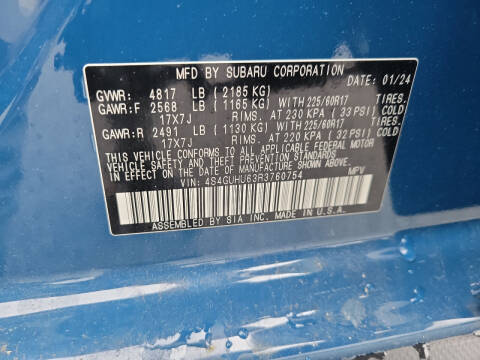 MFD BY SUBARU CORPORATION DATE: 01/24
GVWR: 4817 LB (2185 KG)
GAWR:F 2568 LB (1165 KG) WITH 225/60R17 TIRES.
17X7J RIMS. AT 230 KPA (33 PSI) COLD
GAWR:R 2491 LB (1130 KG) WITH 225/60R17 TIRES.
17X7J RIMS. AT 220 KPA (32 PSI) COLD
THIS VEHICLE CONFORMS TO ALL APPLICABLE FEDERAL MOTOR
VEHICLE SAFETY, BUMPER, AND THEFT PREVENTION STANDARDS
IN EFFECT ON THE DATE OF MANUFACTURE SHOWN ABOVE.
VIN: 4S4GUHU63R3760754 MPV
ASSEMBLED BY SIA INC. MADE IN U.S.A.